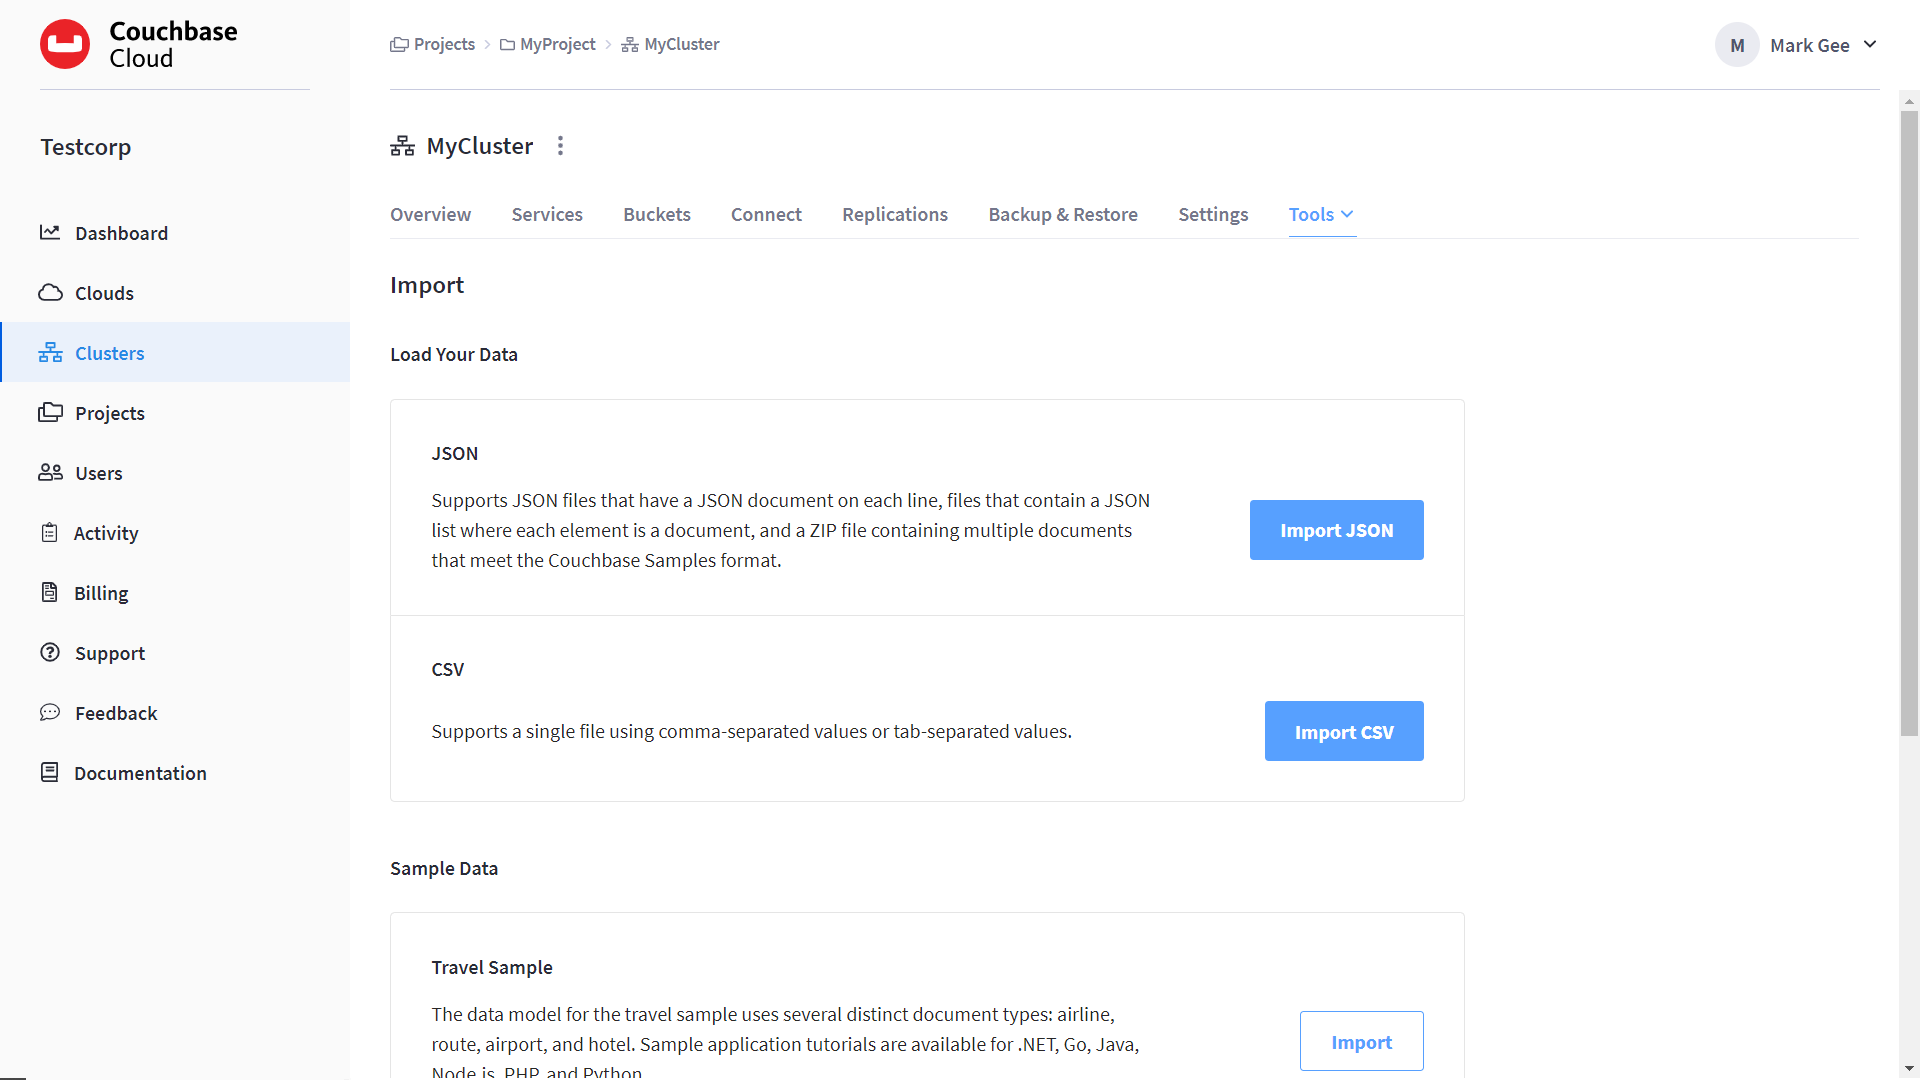 Couchbase
Cloud
Projects
MyProject
MyCluster
M
Mark Gee
Testcorp
Dashboard
Clouds
Clusters
Projects
Users
Activity
Billing
Support
Feedback
Documentation
MyCluster
Overview
Services
Buckets
Connect
Replications
Backup & Restore
Settings
Tools
Import
Load Your Data
JSON
Supports JSON files that have a JSON document on each line, files that contain a JSON
list where each element is a document, and a ZIP file containing multiple documents
that meet the Couchbase Samples format.
Import JSON
CSV
Supports a single file using comma-separated values or tab-separated values.
Import CSV
Sample Data
Travel Sample
The data model for the travel sample uses several distinct document types: airline,
route, airport, and hotel. Sample application tutorials are available for .NET, Go, Java,
Node.js, PHP, and Python.
Import